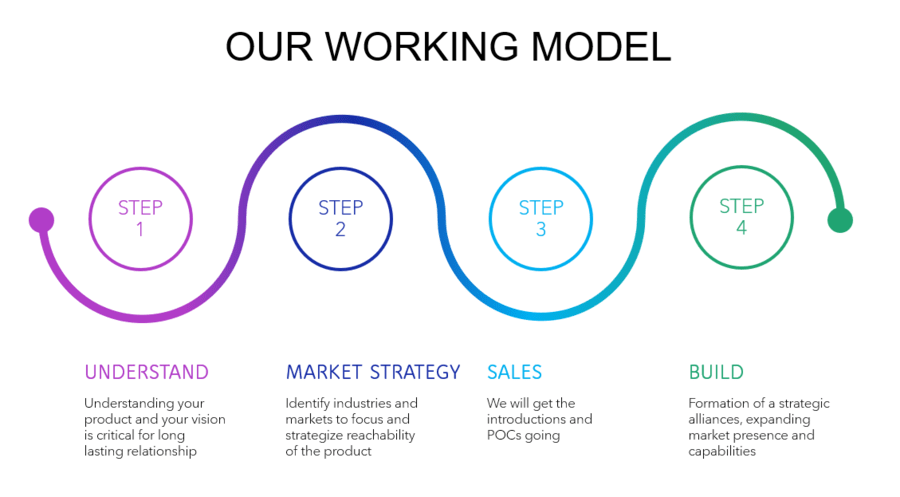 OUR WORKING MODEL
STEP
1
STEP
2
STEP
3
STEP
4
UNDERSTAND
Understanding your
product and your vision
is critical for long
lasting relationship
MARKET STRATEGY
Identify industries and
markets to focus and
strategize reachability
of the product
SALES
We will get the
introductions and
POCs going
BUILD
Formation of a strategic
alliances, expanding
market presence and
capabilities